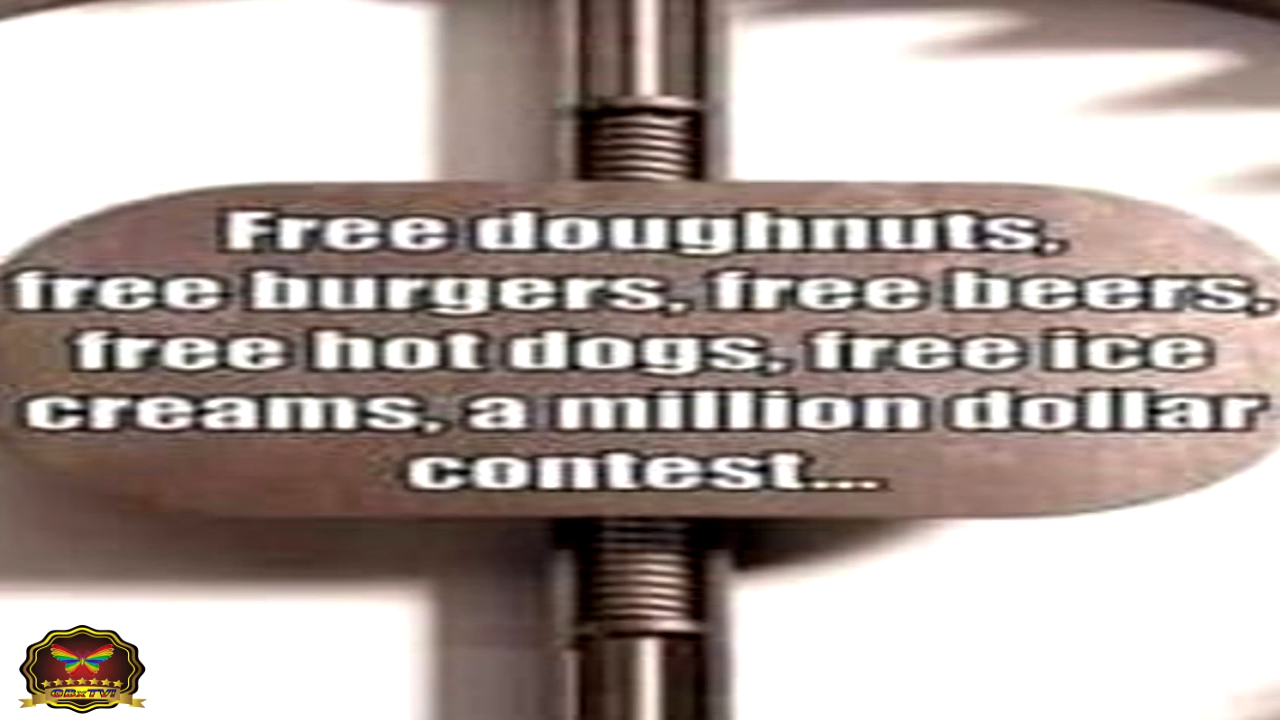 Free doughnuts,
free burgers, free beers,
free hot dogs, free ice
creams, a million dollar
contest...